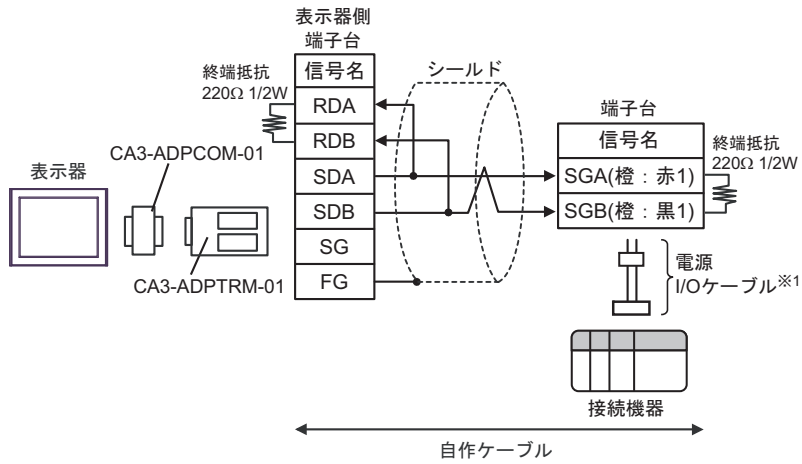 表示器側
端子台
終端抵抗
220Ω 1/2W
信号名
RDA
RDB
SDA
SDB
SG
FG
シールド
端子台
信号名
SGA(橙：赤1)
SGB(橙：黒1)
終端抵抗
220Ω 1/2W
表示器
CA3-ADPCOM-01
CA3-ADPTRM-01
電源
I/Oケーブル※1
接続機器
自作ケーブル